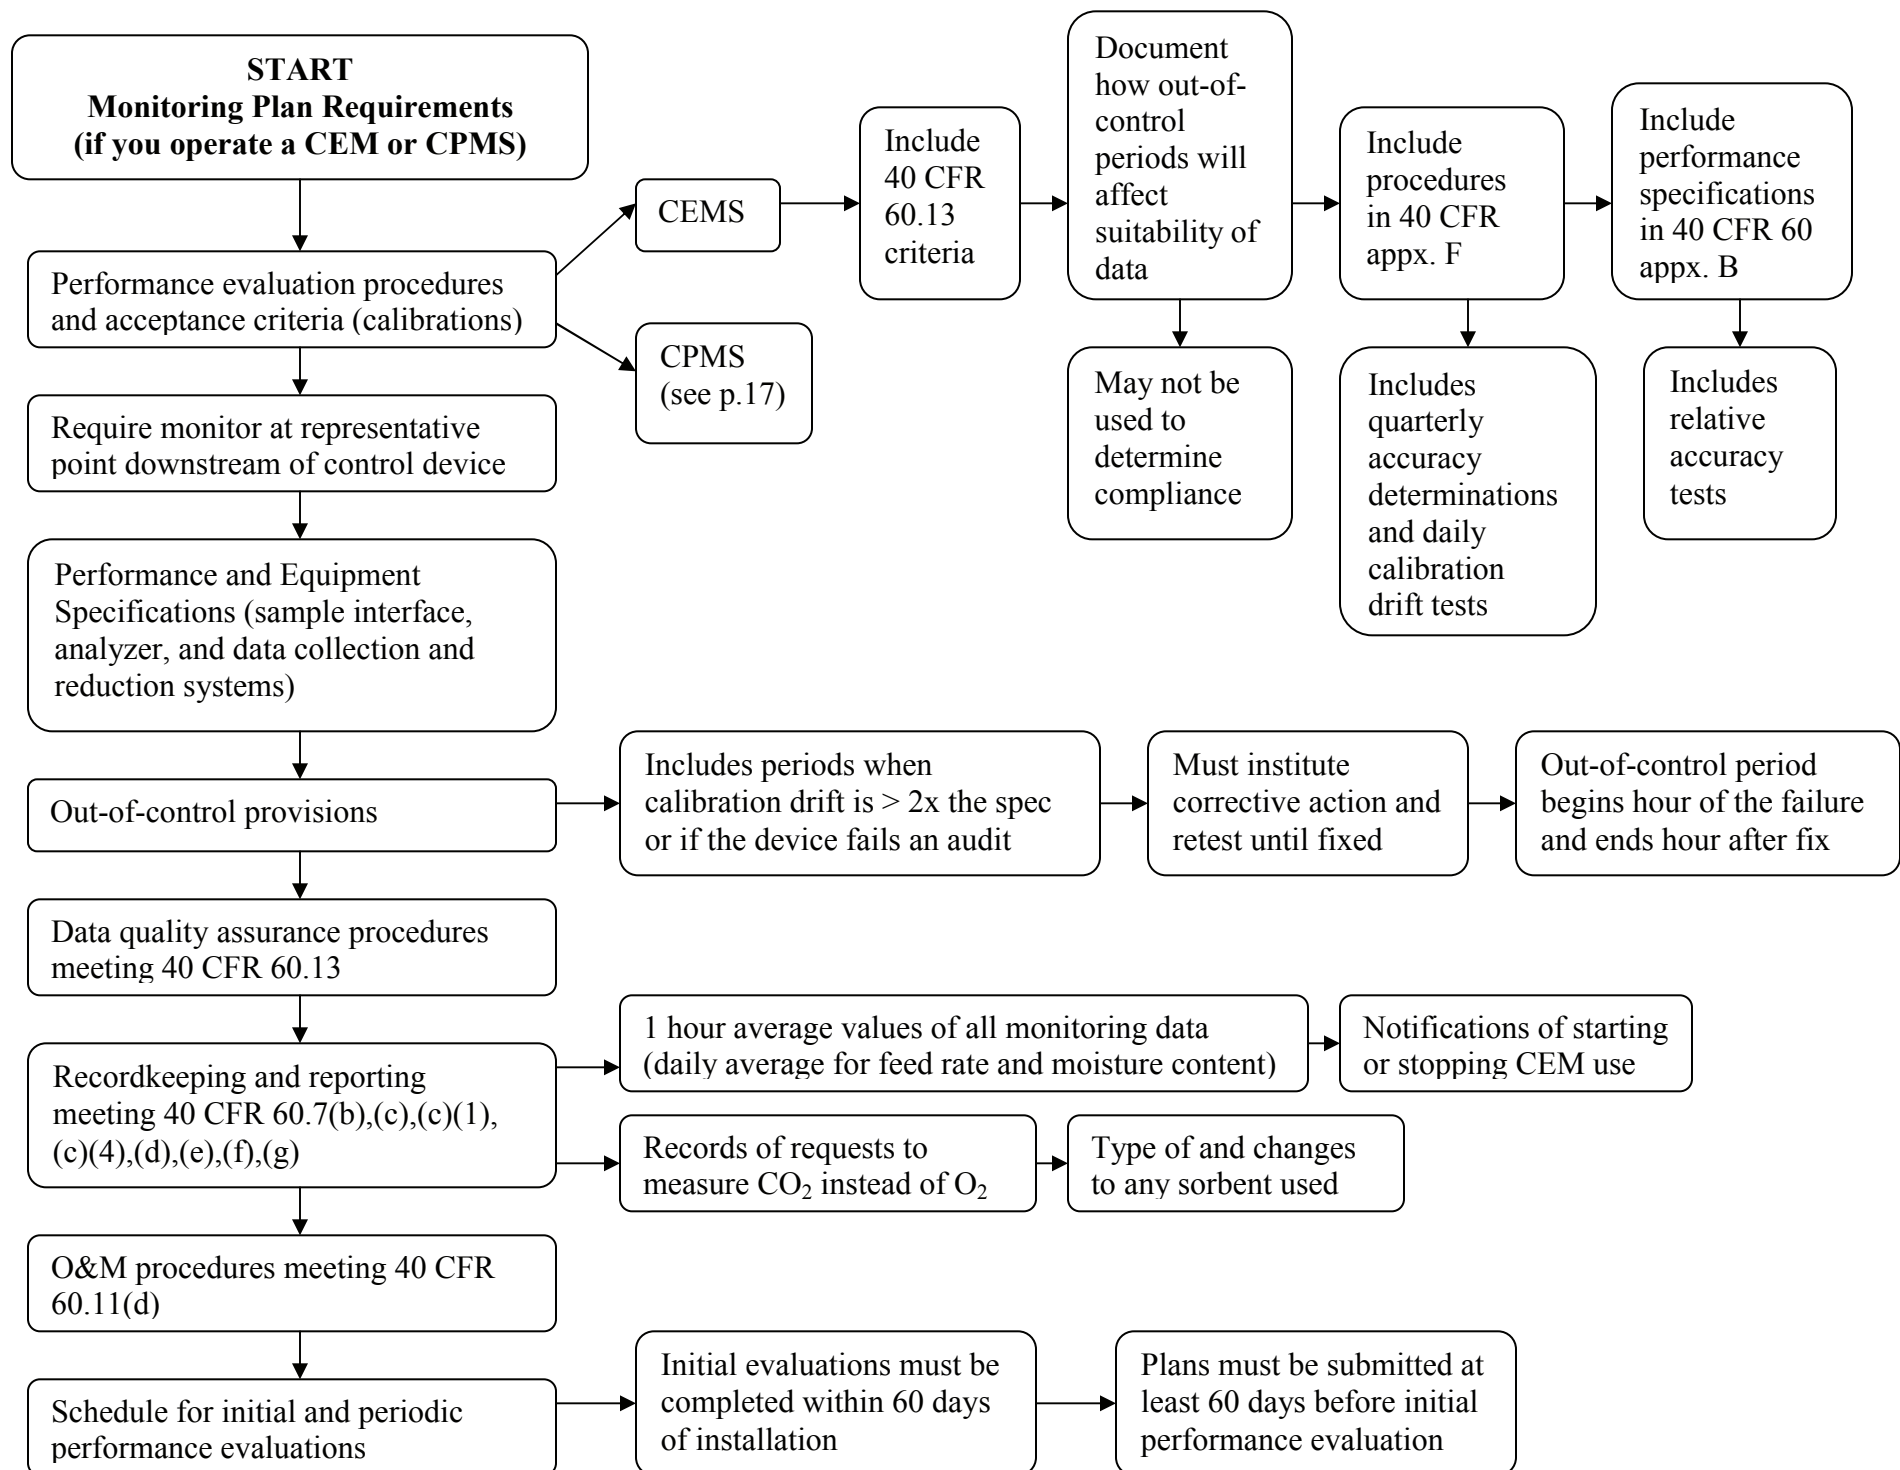 START
Monitoring Plan Requirements
(if you operate a CEM or CPMS)
Performance evaluation procedures
and acceptance criteria (calibrations)
CEMS
Include
40 CFR
60.13
criteria
Document
how out-of-
control
periods will
affect
suitability of
data
Include
procedures
in 40 CFR
appx. F
Include
performance
specifications
in 40 CFR 60
appx. B
CPMS
(see p.17)
May not be
used to
determine
compliance
Includes
quarterly
accuracy
determinations
and daily
calibration
drift tests
Includes
relative
accuracy
tests
Require monitor at representative
point downstream of control device
Performance and Equipment
Specifications (sample interface,
analyzer, and data collection and
reduction systems)
Out-of-control provisions
Includes periods when
calibration drift is > 2x the spec
or if the device fails an audit
Must institute
corrective action and
retest until fixed
Out-of-control period
begins hour of the failure
and ends hour after fix
Data quality assurance procedures
meeting 40 CFR 60.13
Recordkeeping and reporting
meeting 40 CFR 60.7(b),(c),(c)(1),
(c)(4),(d),(e),(f),(g)
1 hour average values of all monitoring data
(daily average for feed rate and moisture content)
Notifications of starting
or stopping CEM use
Records of requests to
measure CO₂ instead of O₂
Type of and changes
to any sorbent used
O&M procedures meeting 40 CFR
60.11(d)
Schedule for initial and periodic
performance evaluations
Initial evaluations must be
completed within 60 days
of installation
Plans must be submitted at
least 60 days before initial
performance evaluation